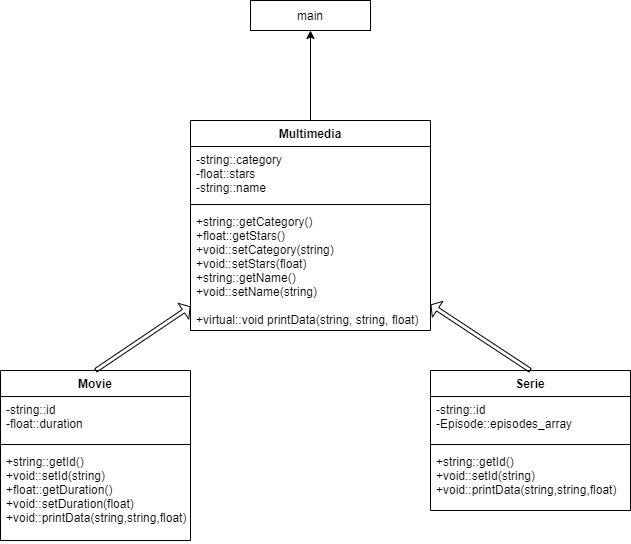 main
Multimedia
-string::category
-float::stars
-string::name
+string::getCategory()
+float::getStars()
+void::setCategory(string)
+void::setStars(float)
+string::getName()
+void::setName(string)
+virtual::void printData(string, string, float)
Movie
-string::id
-float::duration
+string::getId()
+void::setId(string)
+float::getDuration()
+void::setDuration(float)
+void::printData(string,string,float)
Serie
-string::id
-Episode::episodes_array
+string::getId()
+void::setId(string)
+void::printData(string,string,float)